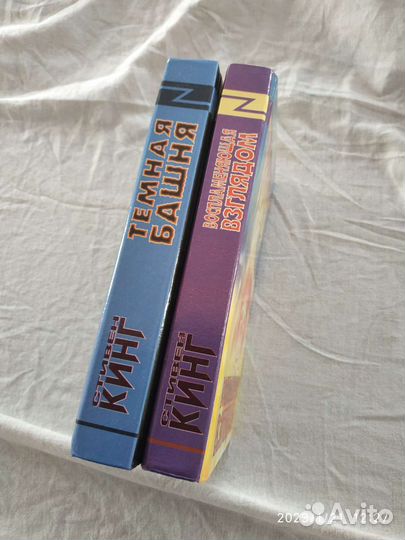 ТЕМНАЯ
БАШНЯ
СТИВЕН
КИНГ
ВОСПЛАМЕНЯЮЩАЯ
ВЗГЛЯДОМ
СТИВЕН
КИНГ
Avito